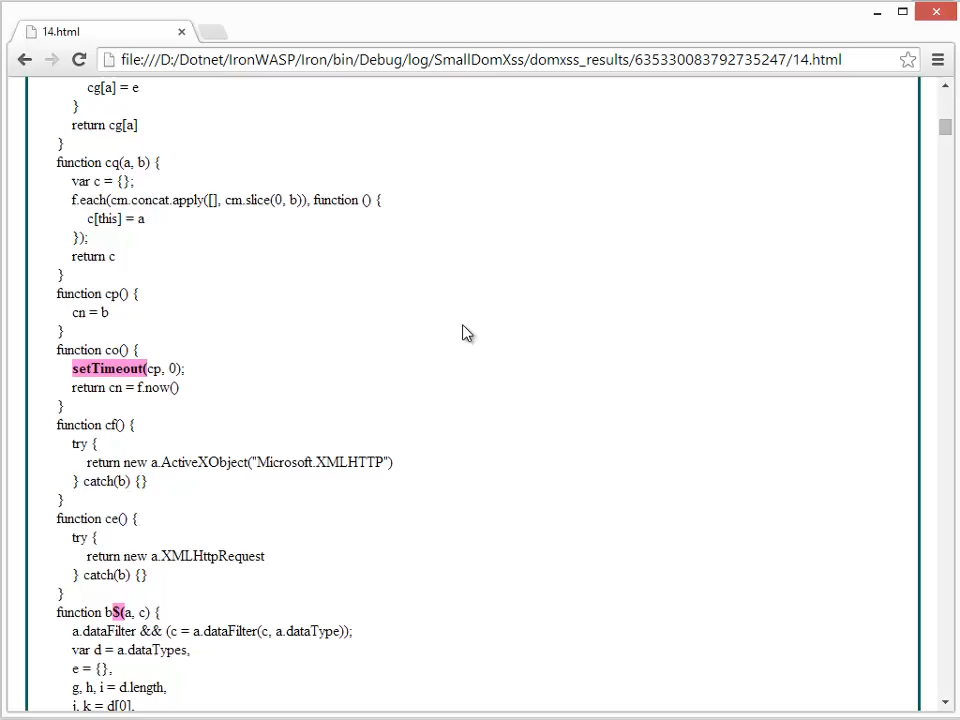 14.html
file:///D:/Dotnet/IronWASP/Iron/bin/Debug/log/SmallDomXss/domxss_results/635330083792735247/14.html
cg[a] = e
}
return cg[a]
}
function cq(a, b) {
var c = {};
f.each(cm.concat.apply([], cm.slice(0, b)), function () {
c[this] = a
});
return c
}
function cp() {
cn = b
}
function co() {
setTimeout(cp, 0);
return cn = f.now()
}
function cf() {
try {
return new a.ActiveXObject("Microsoft.XMLHTTP")
} catch(b) {}
}
function ce() {
try {
return new a.XMLHttpRequest
} catch(b) {}
}
function b$(a, c) {
a.dataFilter && (c = a.dataFilter(c, a.dataType));
var d = a.dataTypes,
e = {},
g, h, i = d.length,
j, k = d[0],